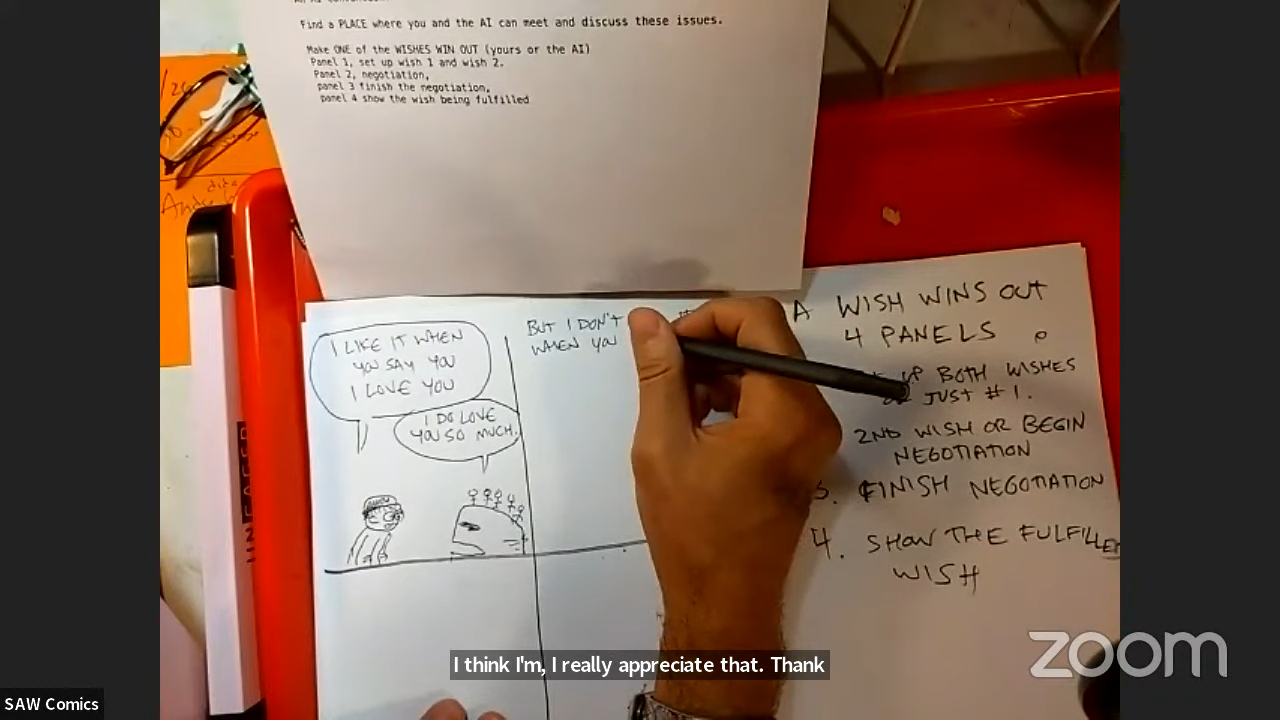 Find a PLACE where you and the AI can meet and discuss these issues.
Make ONE of the WISHES WIN OUT (yours or the AI)
Panel 1, set up wish 1 and wish 2.
Panel 2, negotiation,
panel 3 finish the negotiation,
panel 4 show the wish being fulfilled
I LIKE IT WHEN
YOU SAY YOU
I LOVE YOU
I DO LOVE
YOU SO MUCH.
BUT I DON'T
WHEN YOU
A WISH WINS OUT
4 PANELS
UP BOTH WISHES
OR JUST #1.
2ND WISH OR BEGIN
NEGOTIATION
3. FINISH NEGOTIATION
4. SHOW THE FULFILLED
WISH
I think I'm, I really appreciate that. Thank
zoom
SAW Comics